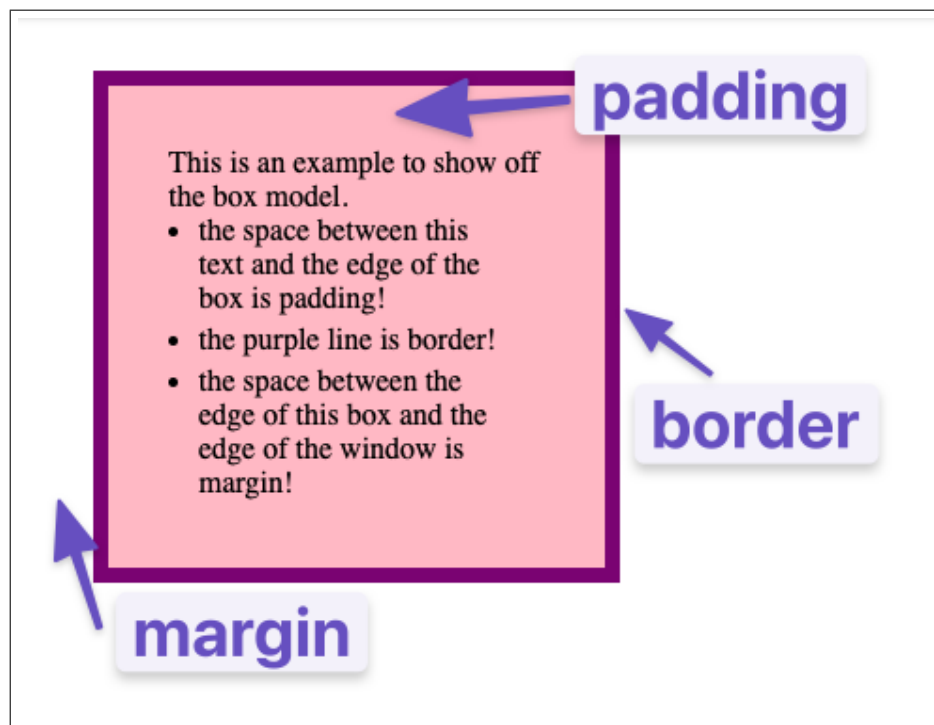 padding
This is an example to show off
the box model.
• the space between this
text and the edge of the
box is padding!
• the purple line is border!
• the space between the
edge of this box and the
edge of the window is
margin!
border
margin